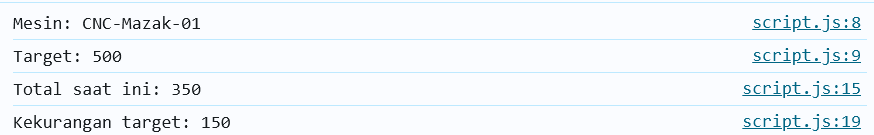 Mesin: CNC-Mazak-01 script.js:8
Target: 500 script.js:9
Total saat ini: 350 script.js:15
Kekurangan target: 150 script.js:19